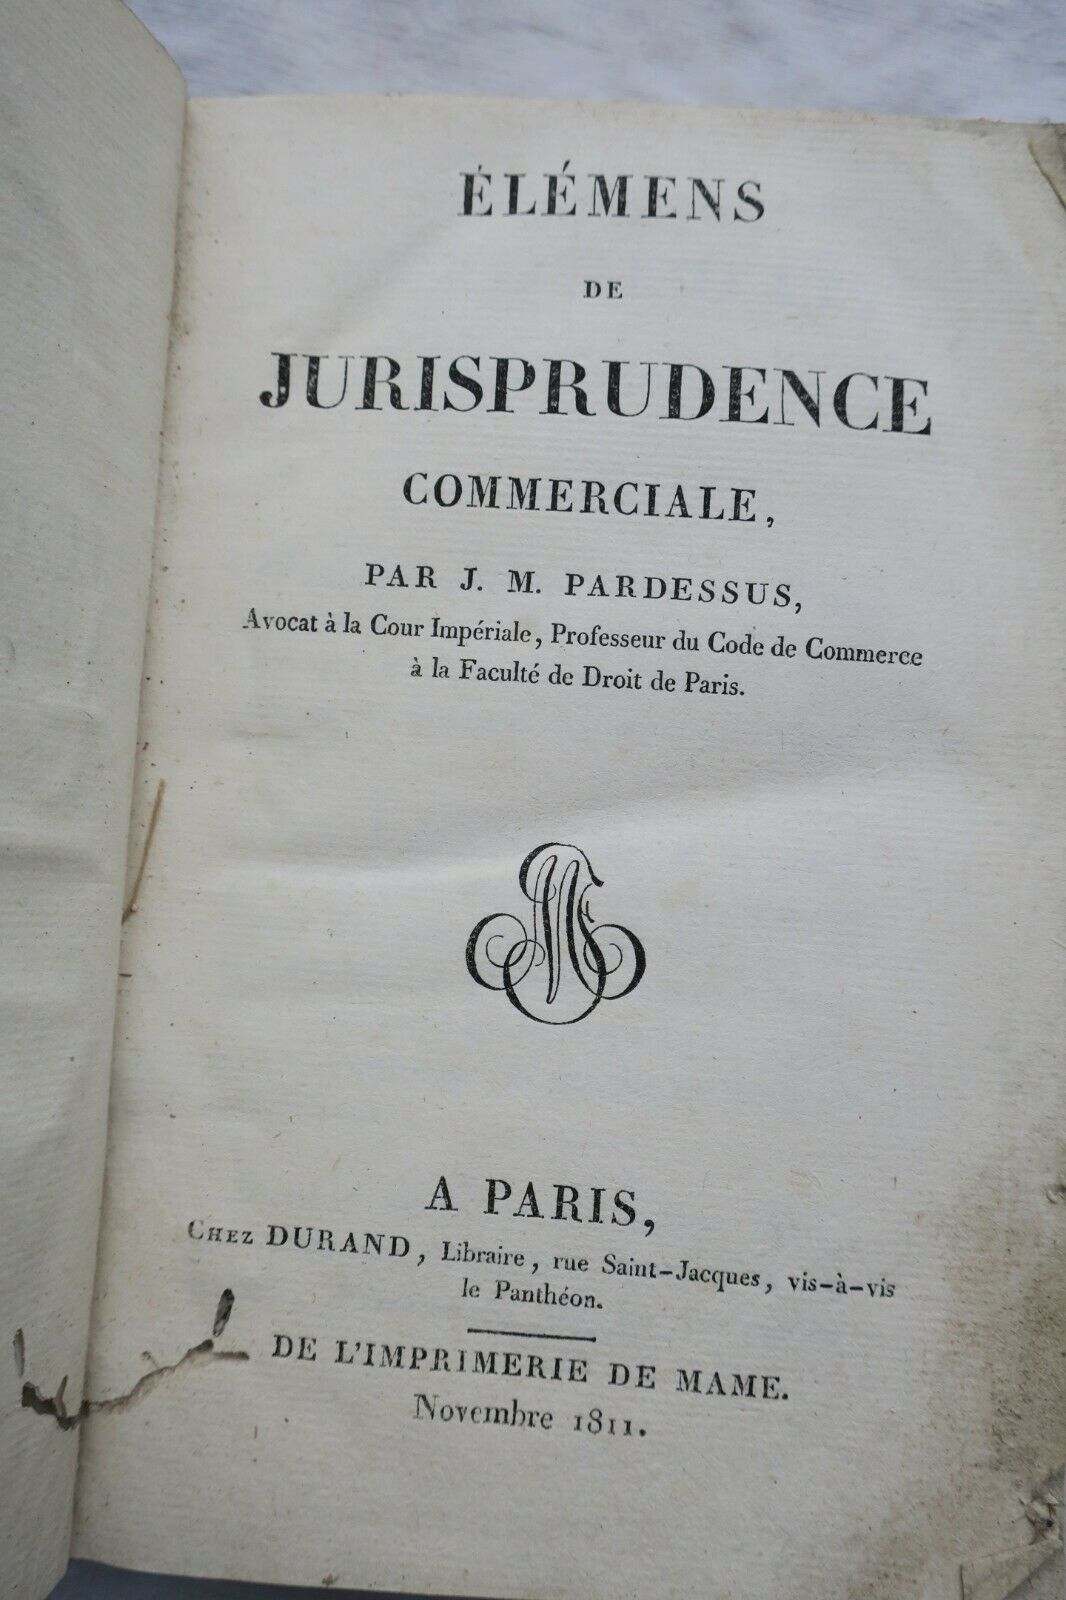 ÉLÉMENS
DE
JURISPRUDENCE
COMMERCIALE,
PAR J. M. PARDESSUS,
Avocat à la Cour Impériale, Professeur du Code de Commerce
à la Faculté de Droit de Paris.
A PARIS,
CHEZ DURAND, Libraire, rue Saint-Jacques, vis-à-vis
le Panthéon.
DE L'IMPRIMERIE DE MAME.
Novembre 1811.